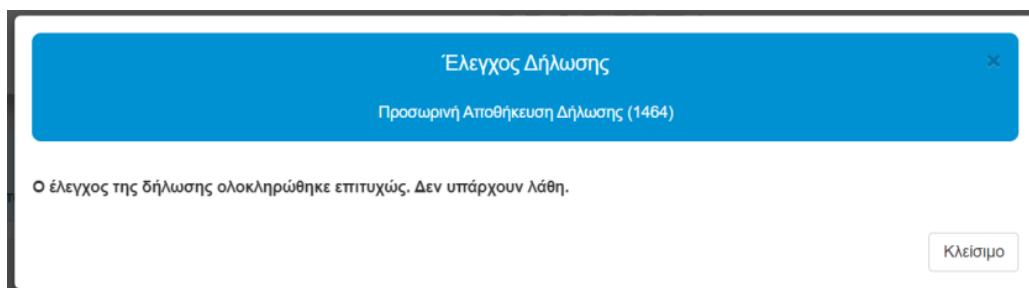 Έλεγχος Δήλωσης
×
Προσωρινή Αποθήκευση Δήλωσης (1464)
Ο έλεγχος της δήλωσης ολοκληρώθηκε επιτυχώς. Δεν υπάρχουν λάθη.
Κλείσιμο